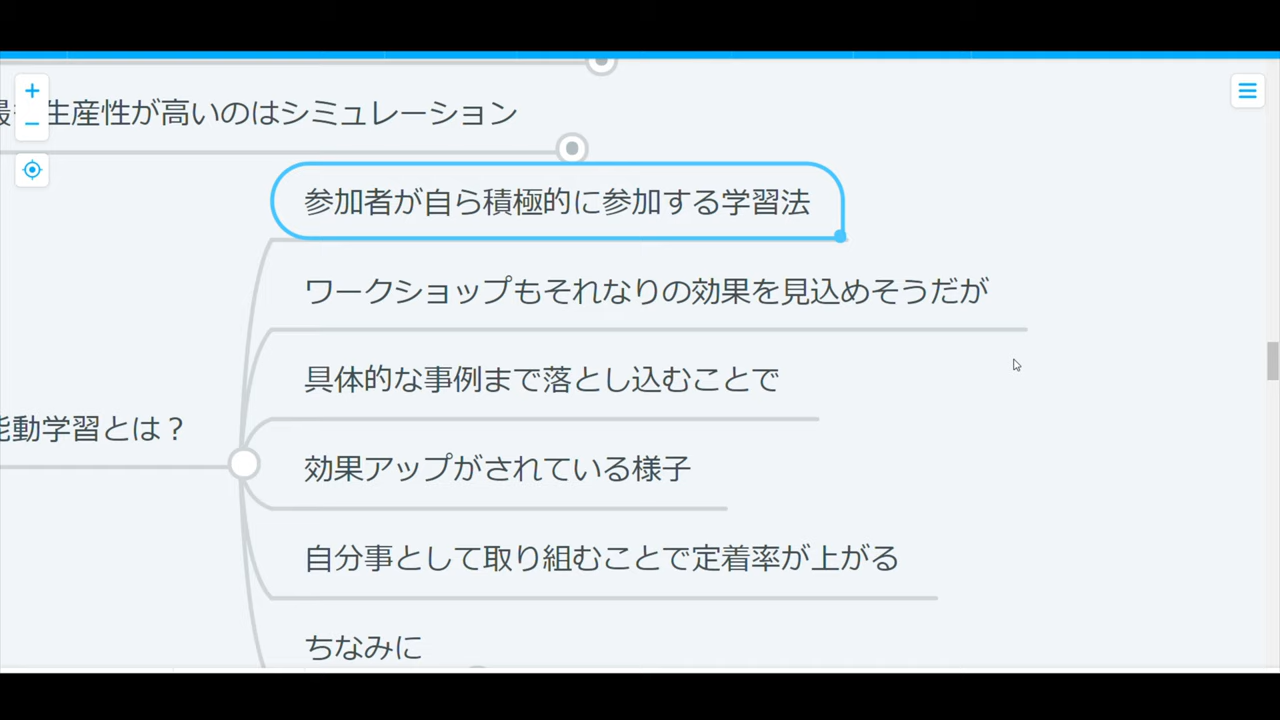 生産性が高いのはシミュレーション
参加者が自ら積極的に参加する学習法
ワークショップもそれなりの効果を見込めそうだが
具体的な事例まで落とし込むことで
能動学習とは？
効果アップがされている様子
自分事として取り組むことで定着率が上がる
ちなみに